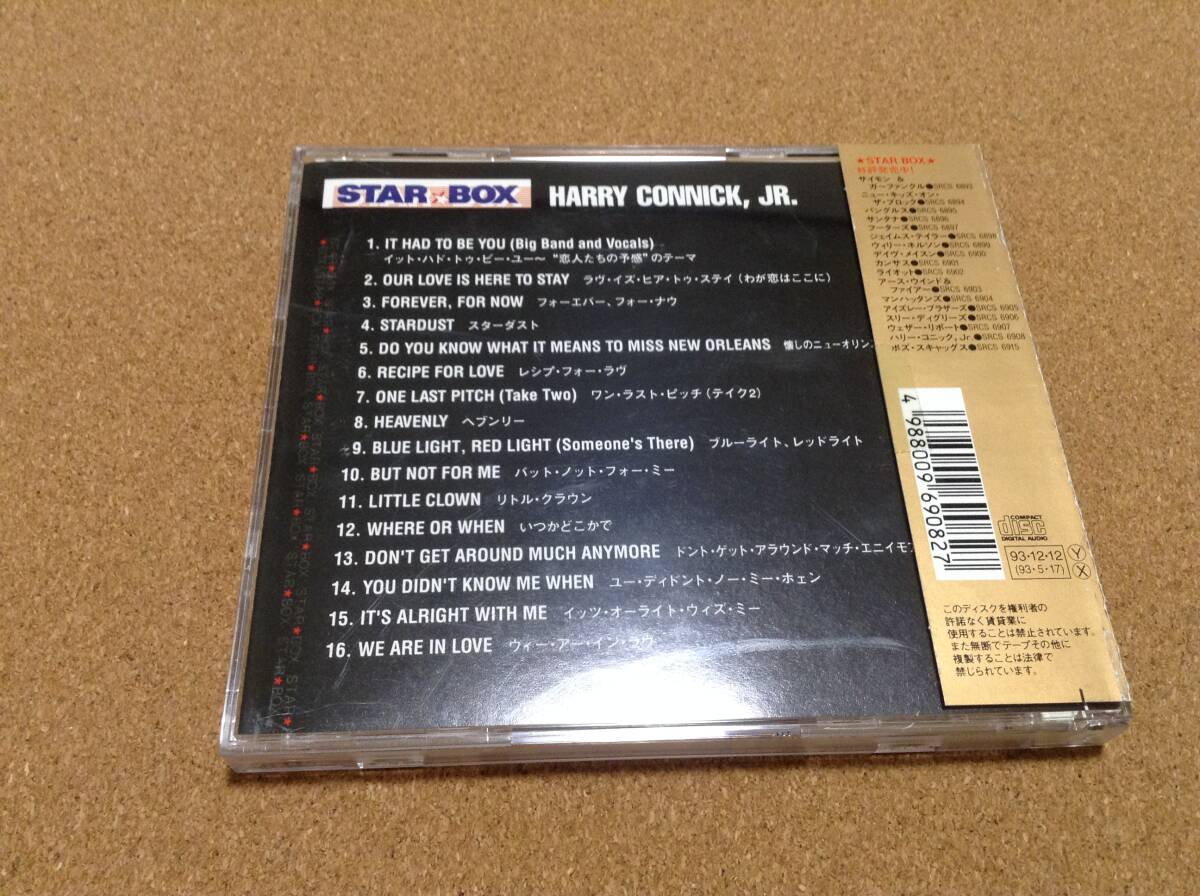 STAR★BOX HARRY CONNICK, JR.
1. IT HAD TO BE YOU (Big Band and Vocals)
イット・ハド・トゥ・ビー・ユー〜 “恋人たちの予感”のテーマ
2. OUR LOVE IS HERE TO STAY ラヴ・イズ・ヒア・トゥ・ステイ(わが恋はここに)
3. FOREVER, FOR NOW フォーエバー、フォー・ナウ
4. STARDUST スターダスト
5. DO YOU KNOW WHAT IT MEANS TO MISS NEW ORLEANS 懐しのニューオリン
6. RECIPE FOR LOVE レシプ・フォー・ラヴ
7. ONE LAST PITCH (Take Two) ワン・ラスト・ピッチ(テイク2)
8. HEAVENLY ヘブンリー
9. BLUE LIGHT, RED LIGHT (Someone's There) ブルーライト、レッドライト
10. BUT NOT FOR ME バット・ノット・フォー・ミー
11. LITTLE CLOWN リトル・クラウン
12. WHERE OR WHEN いつかどこかで
13. DON'T GET AROUND MUCH ANYMORE ドント・ゲット・アラウンド・マッチ・エニイモ
14. YOU DIDN'T KNOW ME WHEN ユー・ディドント・ノー・ミー・ホェン
15. IT'S ALRIGHT WITH ME イッツ・オーライト・ウィズ・ミー
16. WE ARE IN LOVE ウィー・アー・イン・ラヴ
★STAR BOX★
好評発売中!
サイモン &
ガーファンクル●SRCS 6893
ニュー・キッズ・オン・
ザ・ブロック●SRCS 6894
バングルス●SRCS 6895
サンタナ●SRCS 6896
フーターズ●SRCS 6897
ジェイムス・テイラー●SRCS 6898
ウィリー・ネルソン●SRCS 6899
デイヴ・メイスン●SRCS 6900
カンサス●SRCS 6901
ライオット●SRCS 6902
アース・ウインド&
ファイアー●SRCS 6903
マンハッタンズ●SRCS 6904
アイズレー・ブラザーズ●SRCS 6905
スリー・ディグリーズ●SRCS 6906
ウェザー・リポート●SRCS 6907
ハリー・コニック, Jr.●SRCS 6908
ボズ・スキャッグス●SRCS 6915
4 988009 690827
COMPACT
disc
DIGITAL AUDIO
93・12・12
(93・5・17)
Y
X
このディスクを権利者の
許諾なく賃貸業に
使用することは禁止されています。
また無断でテープその他に
複製することは法律で
禁じられています。